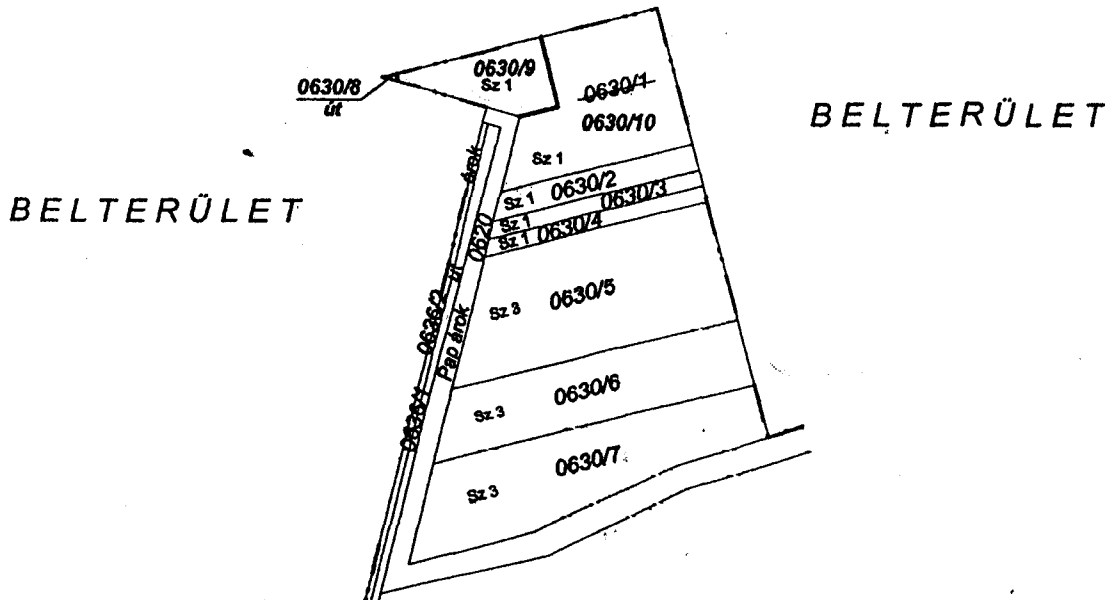 0630/9
Sz 1
0630/8
út
0630/1
0630/10
BELTERÜLET
Sz 1
árok
BELTERÜLET
Sz 1 0630/2
Sz 1 0630/3
Sz 1 0630/4
0620
út
0636/2
Sz 3 0630/5
Pap árok
0636/1
Sz 3 0630/6
Sz 3 0630/7